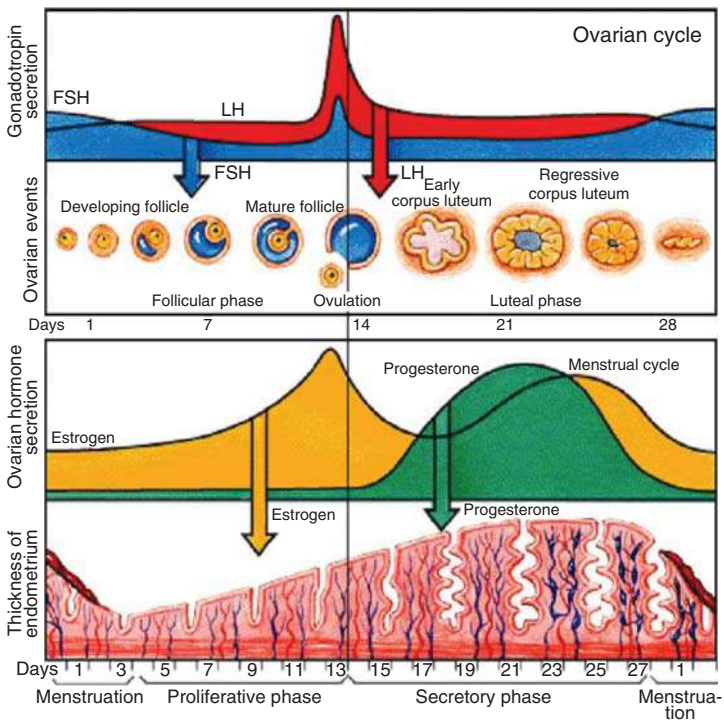 Ovarian cycle
Gonadotropin
secretion
FSH
LH
FSH
LH
Ovarian events
Developing follicle
Mature follicle
Early
corpus luteum
Regressive
corpus luteum
Follicular phase
Ovulation
Luteal phase
Days 1 7 14 21 28
Ovarian hormone
secretion
Estrogen
Progesterone
Menstrual cycle
Estrogen
Progesterone
Thickness of
endometrium
Days 1 3 5 7 9 11 13 15 17 19 21 23 25 27 1
Menstruation Proliferative phase Secretory phase Menstrua-
tion